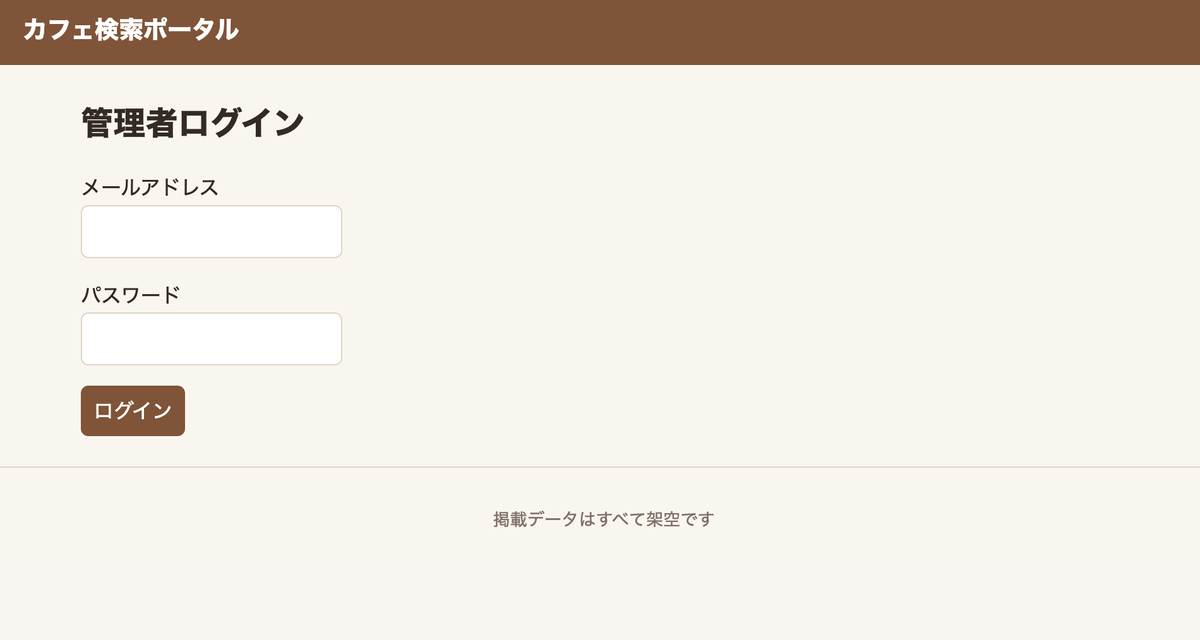 カフェ検索ポータル
管理者ログイン
メールアドレス
パスワード
ログイン
掲載データはすべて架空です